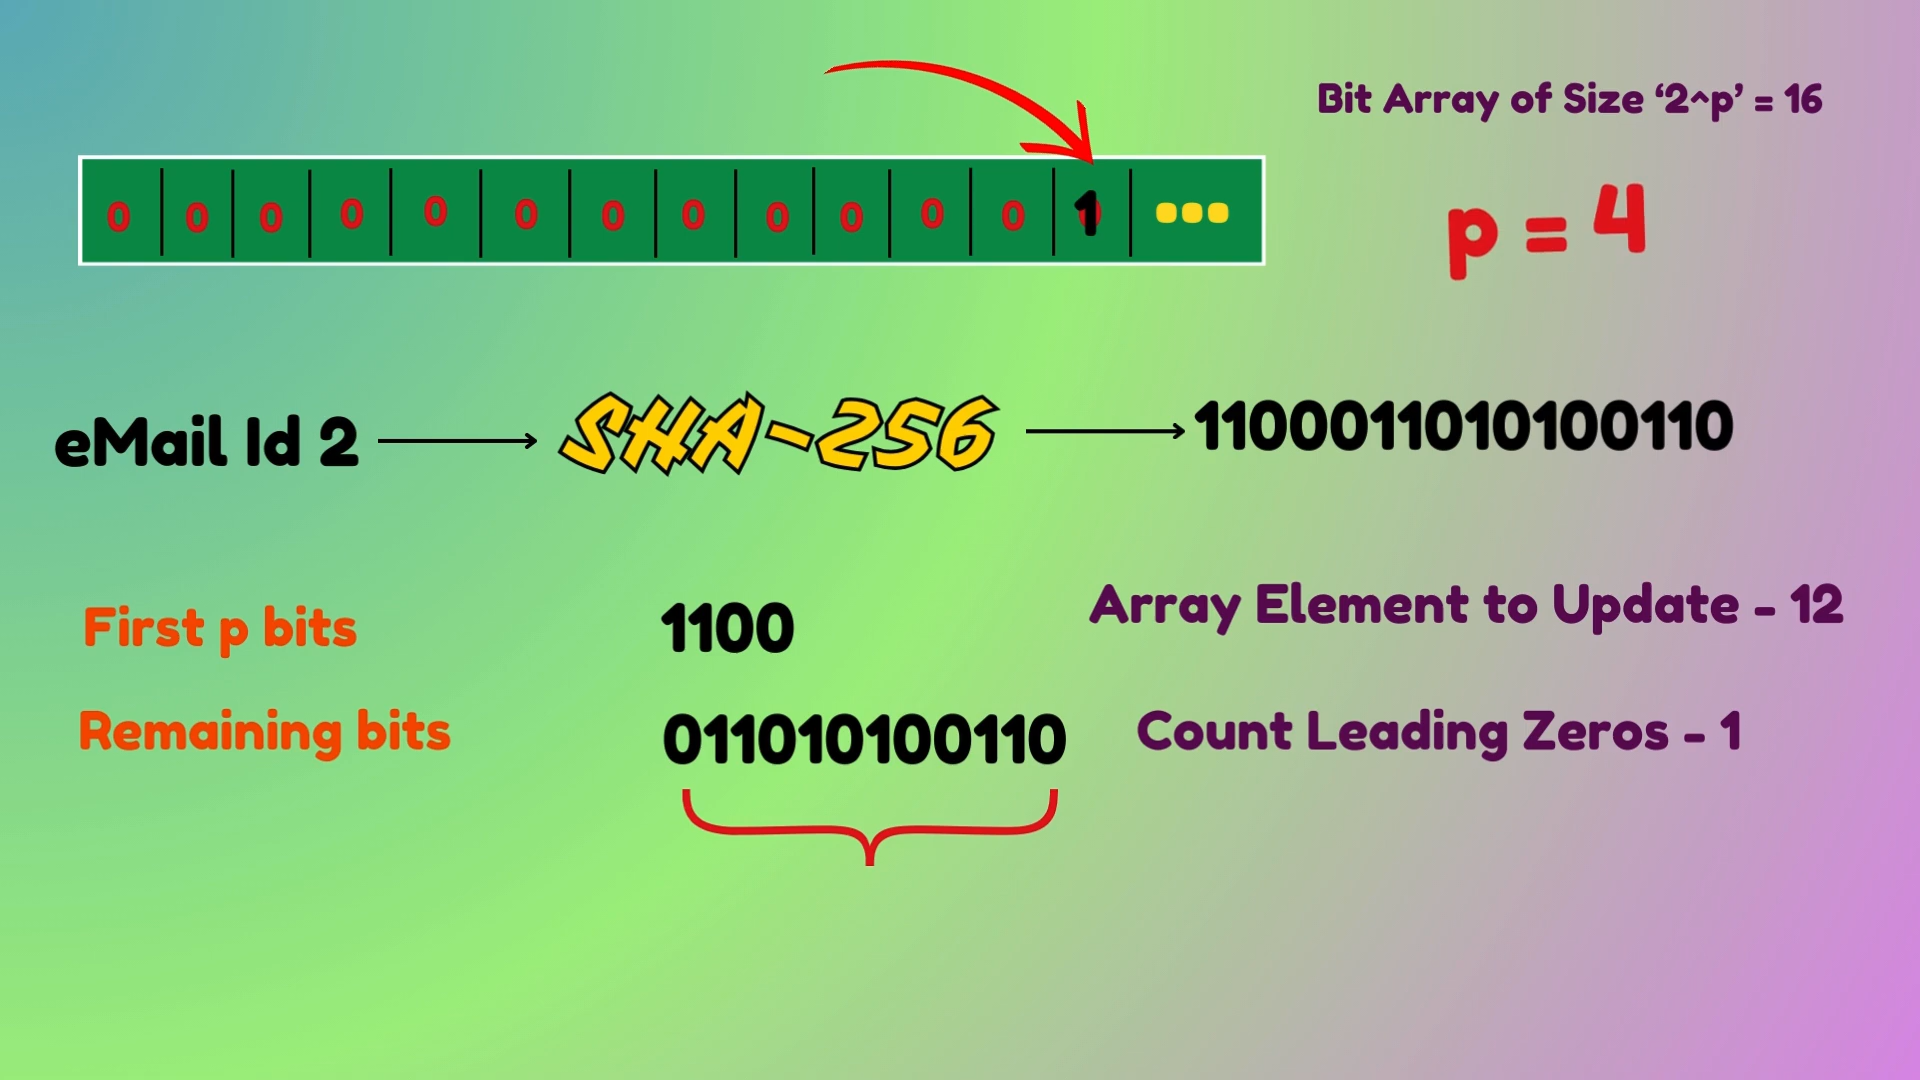 Bit Array of Size ‘2^p’ = 16
0 0 0 0 0 0 0 0 0 0 0 0 1 ...
p = 4
eMail Id 2 SHA-256 1100011010100110
First p bits 1100 Array Element to Update - 12
Remaining bits 011010100110 Count Leading Zeros - 1